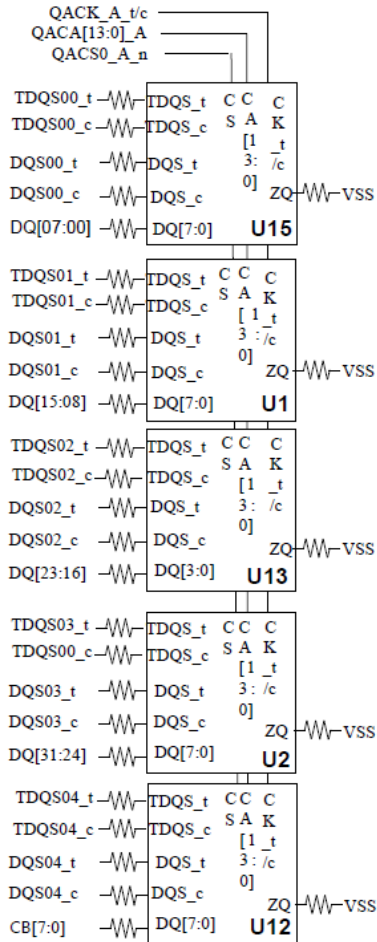 QACK_A_t/c
QACA[13:0]_A
QACS0_A_n
TDQS00_t TDQS_t C C C
TDQS00_c TDQS_c S A K
[1 _t
DQS00_t DQS_t 3: /c
DQS00_c DQS_c 0] ZQ VSS
DQ[07:00] DQ[7:0] U15
TDQS01_t TDQS_t C C C
TDQS01_c TDQS_c S A K
[ 1 _t
DQS01_t DQS_t 3 : /c
0]
DQS01_c DQS_c ZQ VSS
DQ[15:08] DQ[7:0] U1
TDQS02_t TDQS_t C C C
TDQS02_c TDQS_c S A K
[1 _t
DQS02_t DQS_t 3: /c
0]
DQS02_c DQS_c ZQ VSS
DQ[23:16] DQ[3:0] U13
TDQS03_t TDQS_t C C C
TDQS00_c TDQS_c S A K
[1 _t
DQS03_t DQS_t 3: /c
0]
DQS03_c DQS_c ZQ VSS
DQ[31:24] DQ[7:0] U2
TDQS04_t TDQS_t C C C
TDQS04_c TDQS_c S A K
[1 _t
DQS04_t DQS_t 3: /c
0]
DQS04_c DQS_c ZQ VSS
CB[7:0] DQ[7:0] U12